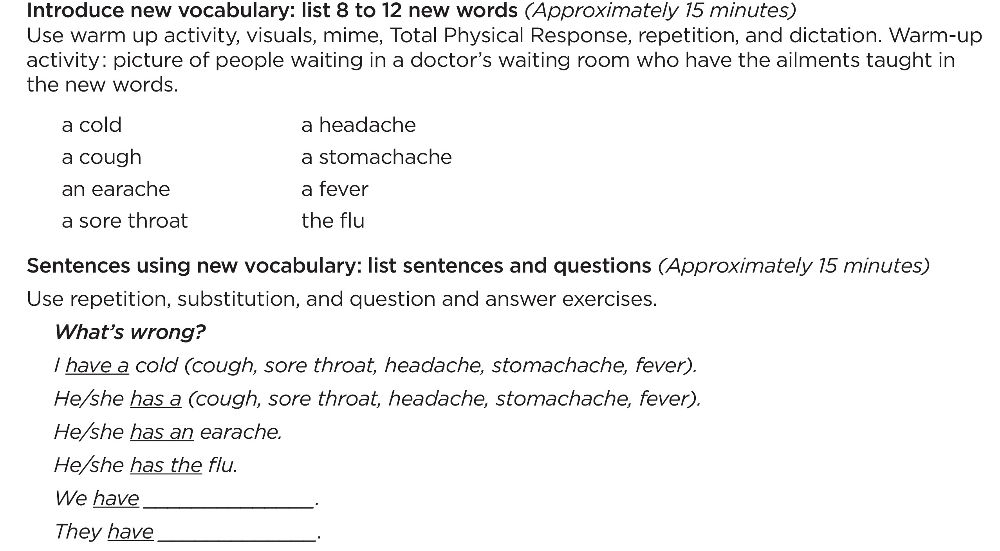 Introduce new vocabulary: list 8 to 12 new words (Approximately 15 minutes)
Use warm up activity, visuals, mime, Total Physical Response, repetition, and dictation. Warm-up
activity: picture of people waiting in a doctor’s waiting room who have the ailments taught in
the new words.
a cold
a cough
an earache
a sore throat
a headache
a stomachache
a fever
the flu
Sentences using new vocabulary: list sentences and questions (Approximately 15 minutes)
Use repetition, substitution, and question and answer exercises.
What’s wrong?
I have a cold (cough, sore throat, headache, stomachache, fever).
He/she has a (cough, sore throat, headache, stomachache, fever).
He/she has an earache.
He/she has the flu.
We have ______________.
They have _____________.